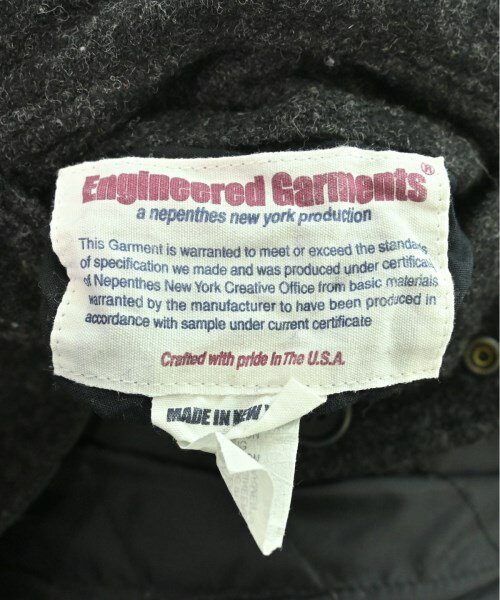 Engineered Garments®
a nepenthes new york production
This Garment is warranted to meet or exceed the standa
of specification we made and was produced under certificat
of Nepenthes New York Creative Office from basic materials
warranted by the manufacturer to have been produced in
accordance with sample under current certificate
Crafted with pride In The U.S.A.
MADE IN NEW